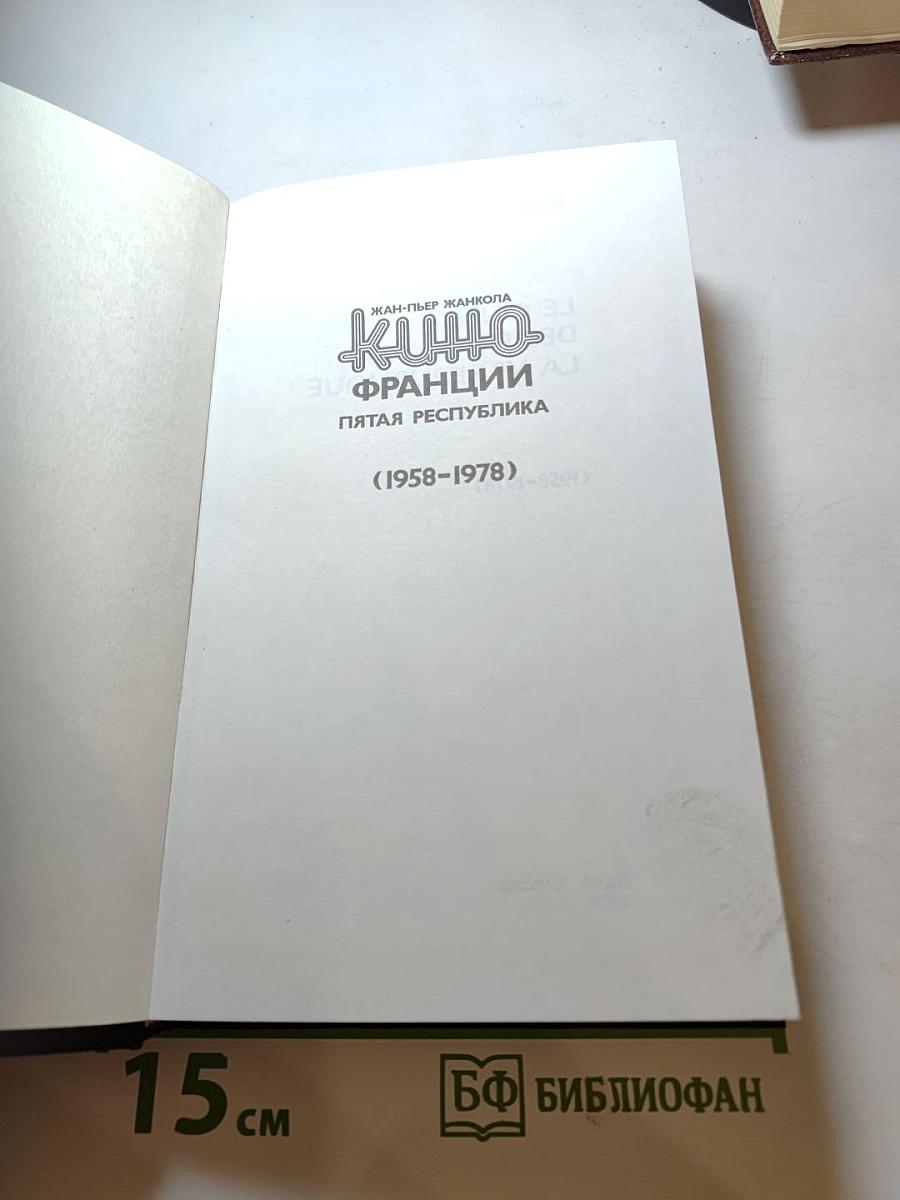 ЖАН-ПЬЕР ЖАНКОЛА
кино
ФРАНЦИИ
ПЯТАЯ РЕСПУБЛИКА
(1958-1978)
15 см
БФ БИБЛИОФАН